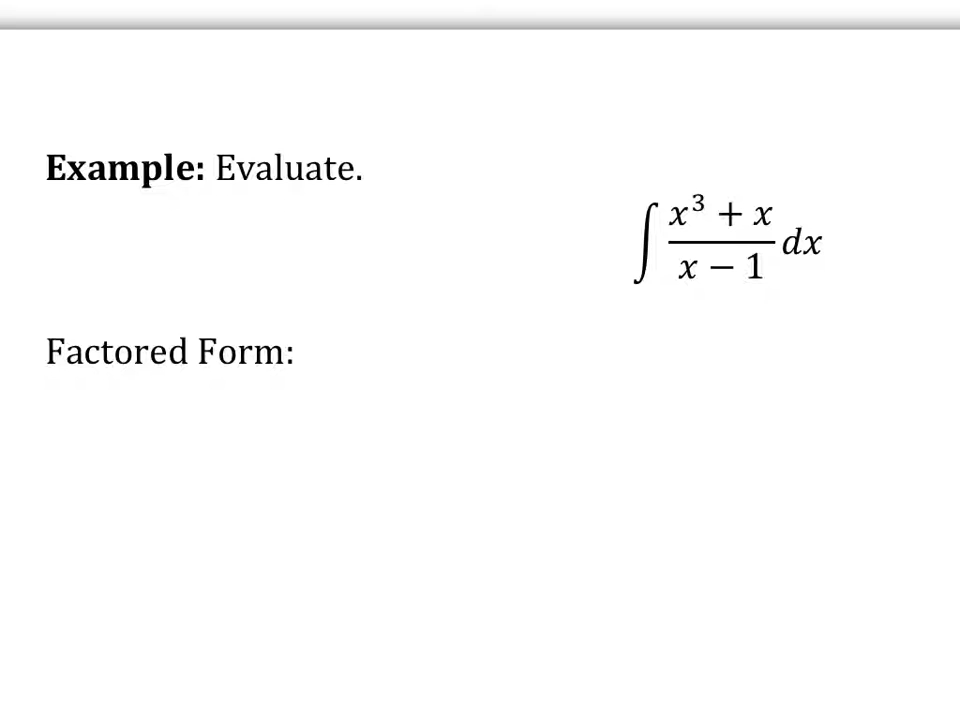 Example: Evaluate.
∫ (x³ + x)/(x − 1) dx
Factored Form: